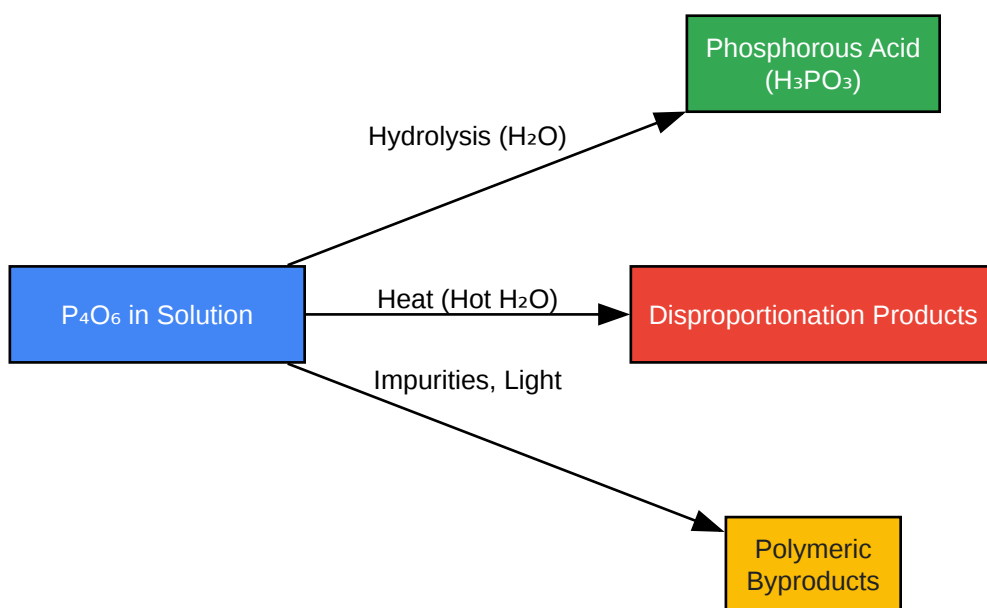 Phosphorous Acid
(H₃PO₃)
Hydrolysis (H₂O)
P₄O₆ in Solution
Heat (Hot H₂O)
Disproportionation Products
Impurities, Light
Polymeric
Byproducts